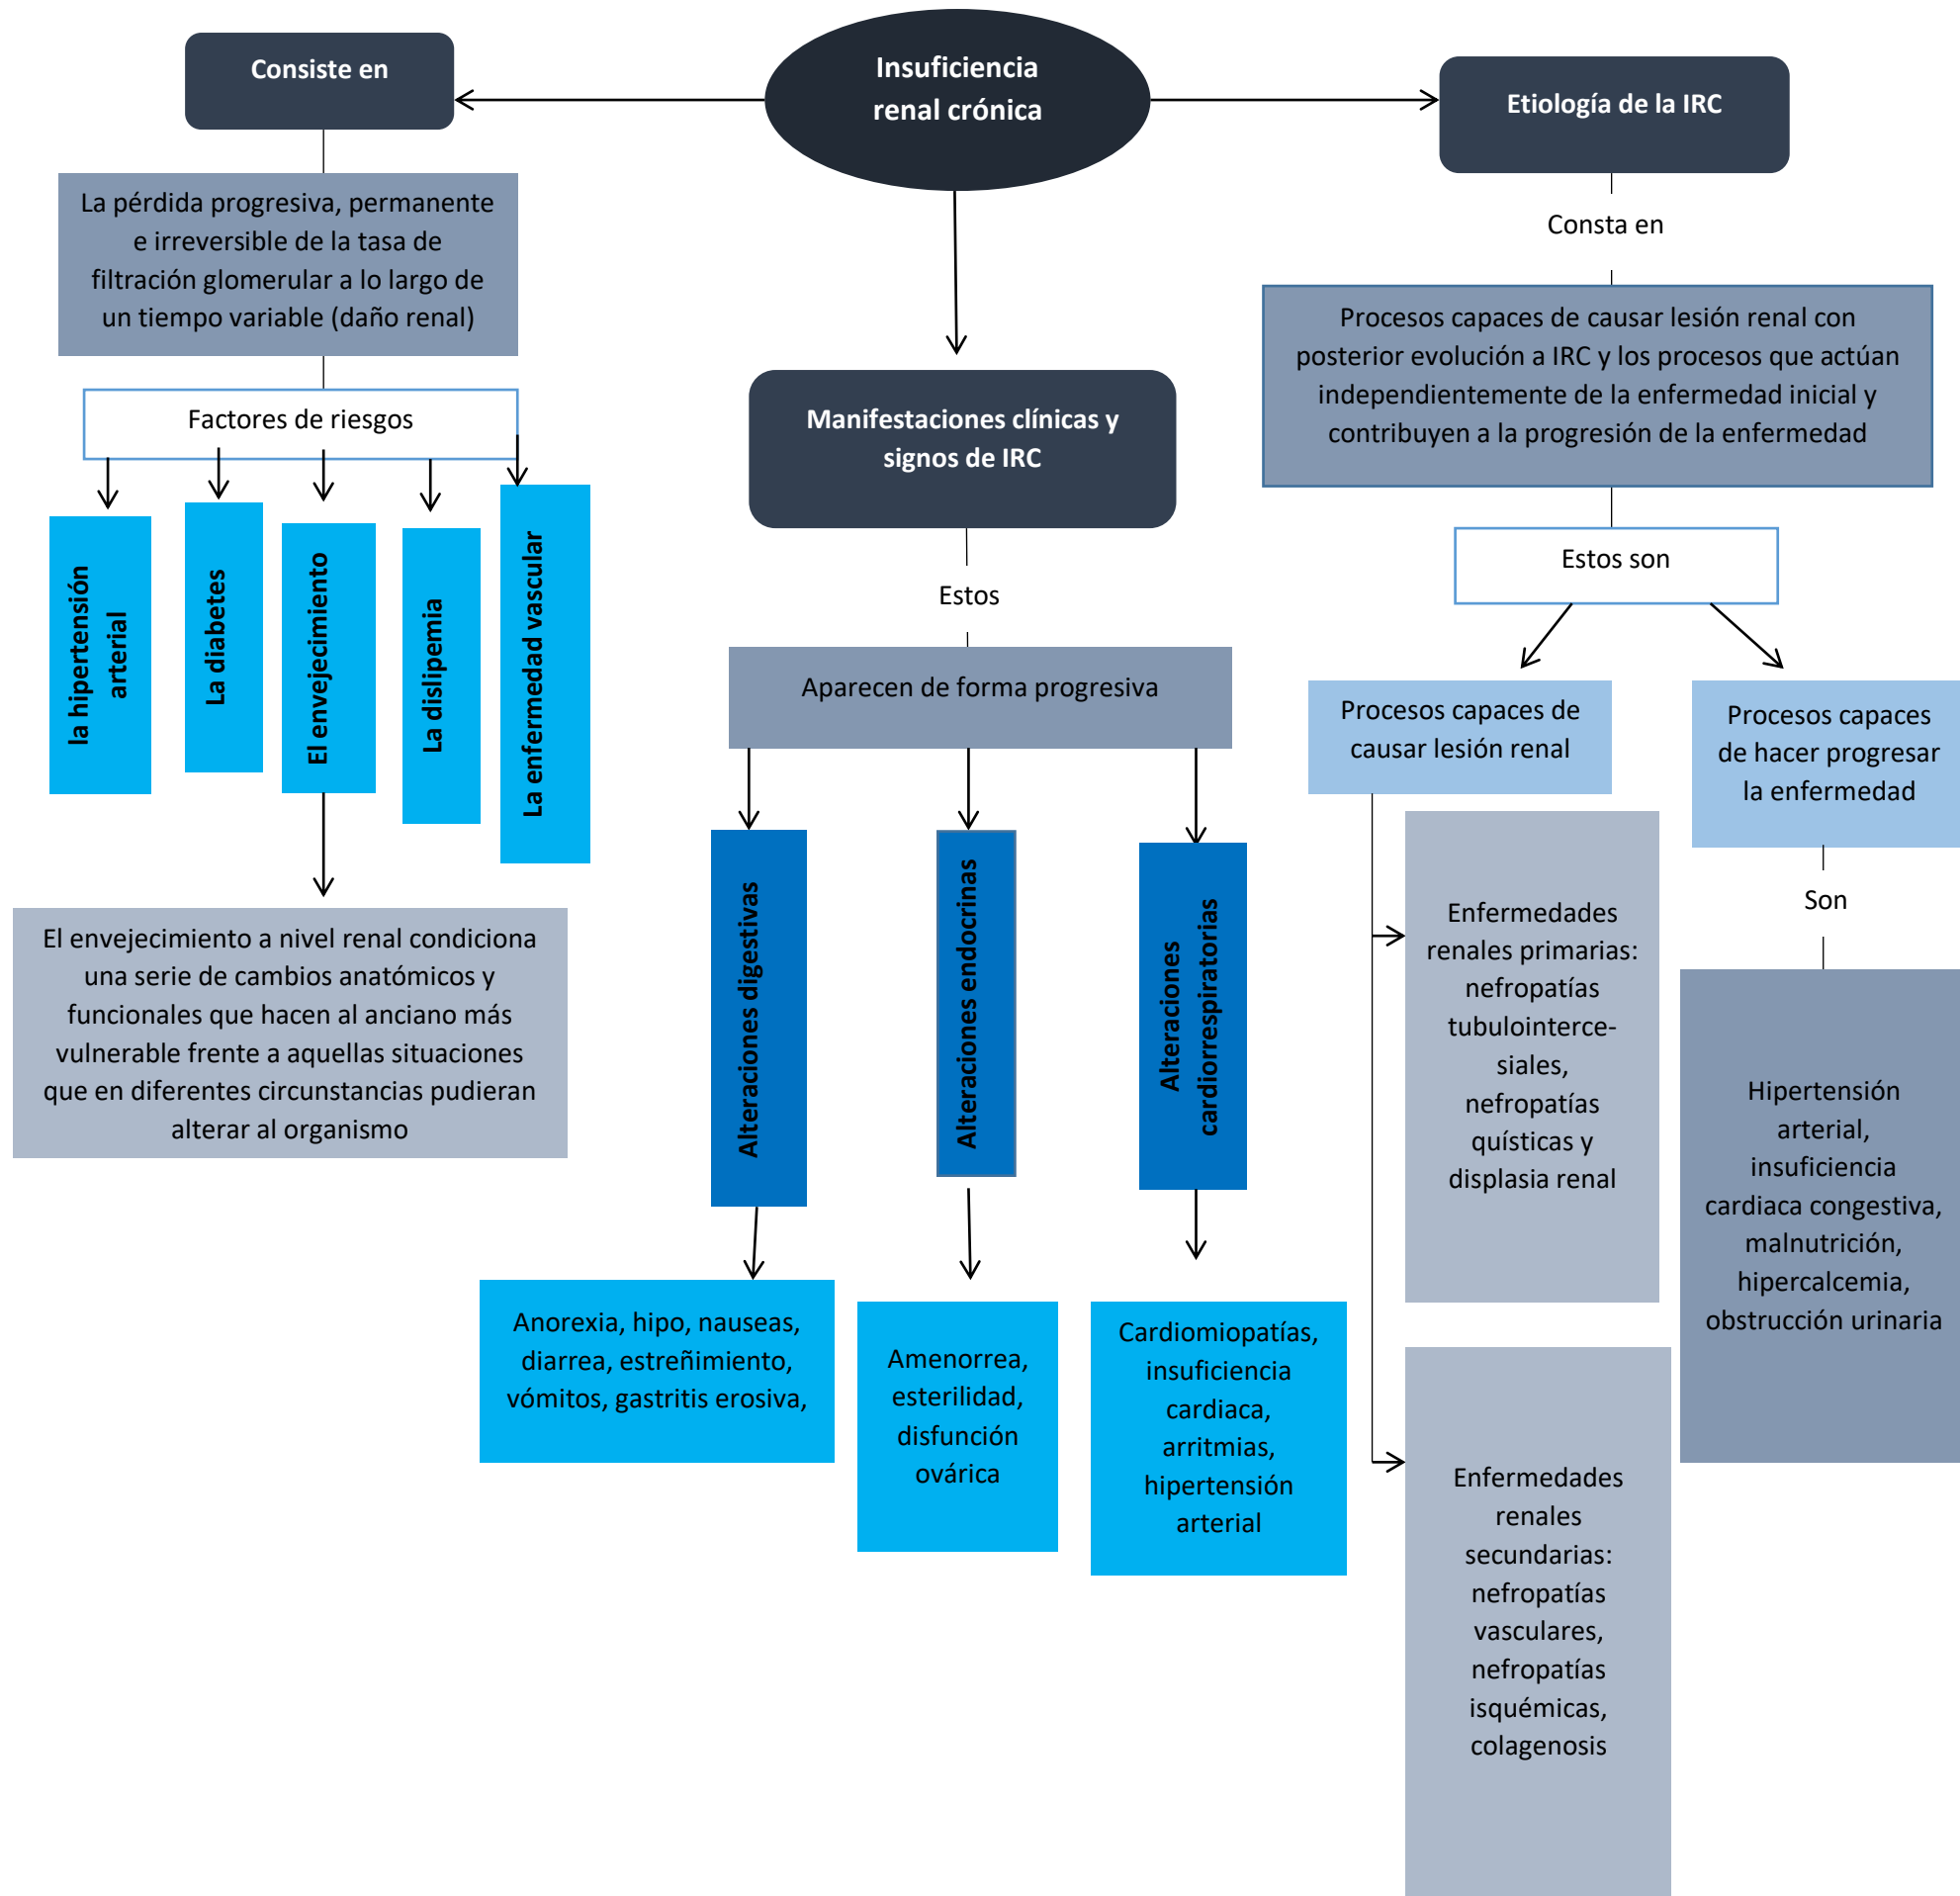 Insuficiencia
renal crónica
Consiste en
La pérdida progresiva, permanente
e irreversible de la tasa de
filtración glomerular a lo largo de
un tiempo variable (daño renal)
Factores de riesgos
la hipertensión
arterial
La diabetes
El envejecimiento
La dislipemia
La enfermedad vascular
El envejecimiento a nivel renal condiciona
una serie de cambios anatómicos y
funcionales que hacen al anciano más
vulnerable frente a aquellas situaciones
que en diferentes circunstancias pudieran
alterar al organismo
Manifestaciones clínicas y
signos de IRC
Estos
Aparecen de forma progresiva
Alteraciones digestivas
Alteraciones endocrinas
Alteraciones
cardiorrespiratorias
Anorexia, hipo, nauseas,
diarrea, estreñimiento,
vómitos, gastritis erosiva,
Amenorrea,
esterilidad,
disfunción
ovárica
Cardiomiopatías,
insuficiencia
cardiaca,
arritmias,
hipertensión
arterial
Etiología de la IRC
Consta en
Procesos capaces de causar lesión renal con
posterior evolución a IRC y los procesos que actúan
independientemente de la enfermedad inicial y
contribuyen a la progresión de la enfermedad
Estos son
Procesos capaces de
causar lesión renal
Procesos capaces
de hacer progresar
la enfermedad
Enfermedades
renales primarias:
nefropatías
tubulointerce-
siales,
nefropatías
quísticas y
displasia renal
Enfermedades
renales
secundarias:
nefropatías
vasculares,
nefropatías
isquémicas,
colagenosis
Son
Hipertensión
arterial,
insuficiencia
cardiaca congestiva,
malnutrición,
hipercalcemia,
obstrucción urinaria